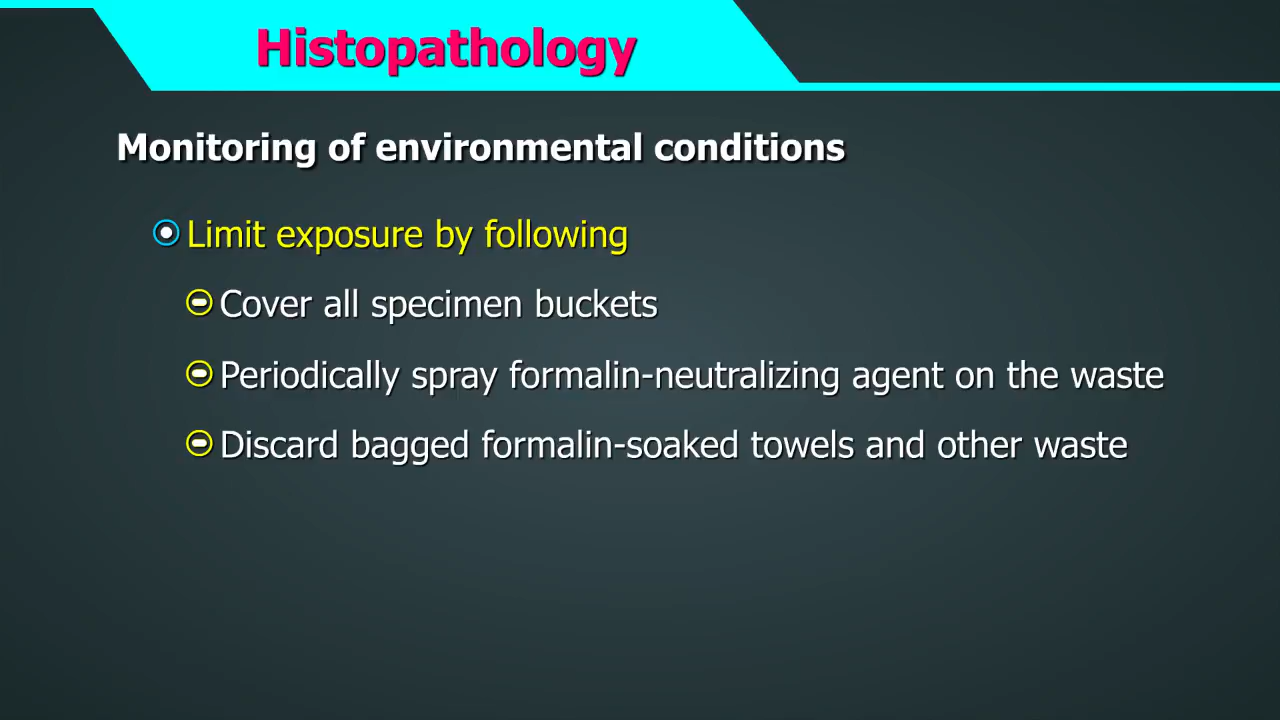 Histopathology
Monitoring of environmental conditions
Limit exposure by following
Cover all specimen buckets
Periodically spray formalin-neutralizing agent on the waste
Discard bagged formalin-soaked towels and other waste